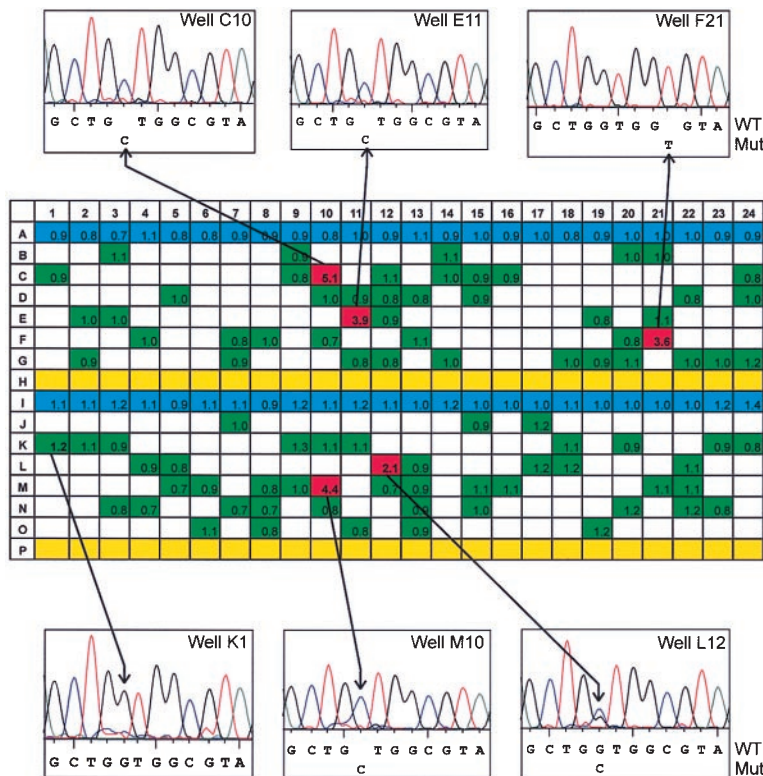 Well C10 Well E11 Well F21
G C T G T G G C G T A G C T G T G G C G T A G C T G G T G G G T A WT
C C T Mut
1 2 3 4 5 6 7 8 9 10 11 12 13 14 15 16 17 18 19 20 21 22 23 24
A 0.9 0.8 0.7 1.1 0.8 0.8 0.9 0.9 0.9 0.8 1.0 0.9 1.1 0.9 1.0 0.9 1.0 0.8 0.9 1.0 1.0 1.0 0.9 0.9
B 1.1 0.9 1.1 1.0 1.0
C 0.9 0.8 5.1 1.1 1.0 0.9 0.9 0.8
D 1.0 1.0 0.9 0.8 0.8 0.9 0.8 1.0
E 1.0 1.0 3.9 0.9 0.8 1.1
F 1.0 0.8 1.0 0.7 1.1 0.8 3.6
G 0.9 0.9 0.8 0.8 1.0 1.0 0.9 1.1 1.0 1.0 1.2
H
I 1.1 1.1 1.2 1.1 0.9 1.1 1.1 0.9 1.2 1.1 1.2 1.1 1.0 1.2 1.0 1.0 1.0 1.1 1.0 1.0 1.0 1.0 1.2 1.4
J 1.0 0.9 1.2
K 1.2 1.1 0.9 1.3 1.1 1.1 1.1 0.9 0.9 0.8
L 0.9 0.8 2.1 0.9 1.2 1.2 1.1
M 0.7 0.9 0.8 1.0 4.4 0.7 0.9 1.1 1.1 1.1 1.1
N 0.8 0.7 0.7 0.7 0.8 0.9 1.0 1.2 1.2 0.8
O 1.1 0.8 0.8 0.9 1.2
P
Well K1 Well M10 Well L12
G C T G G T G G C G T A G C T G T G G C G T A G C T G G T G G C G T A WT
C C Mut